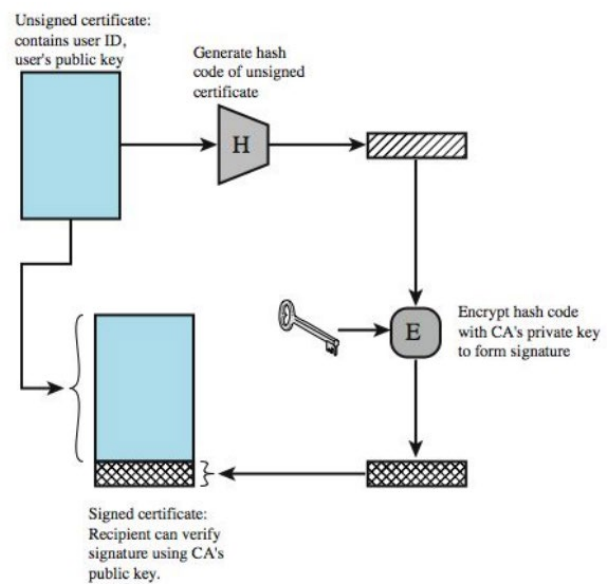 Unsigned certificate:
contains user ID,
user's public key
Generate hash
code of unsigned
certificate
H
E
Encrypt hash code
with CA's private key
to form signature
Signed certificate:
Recipient can verify
signature using CA's
public key.